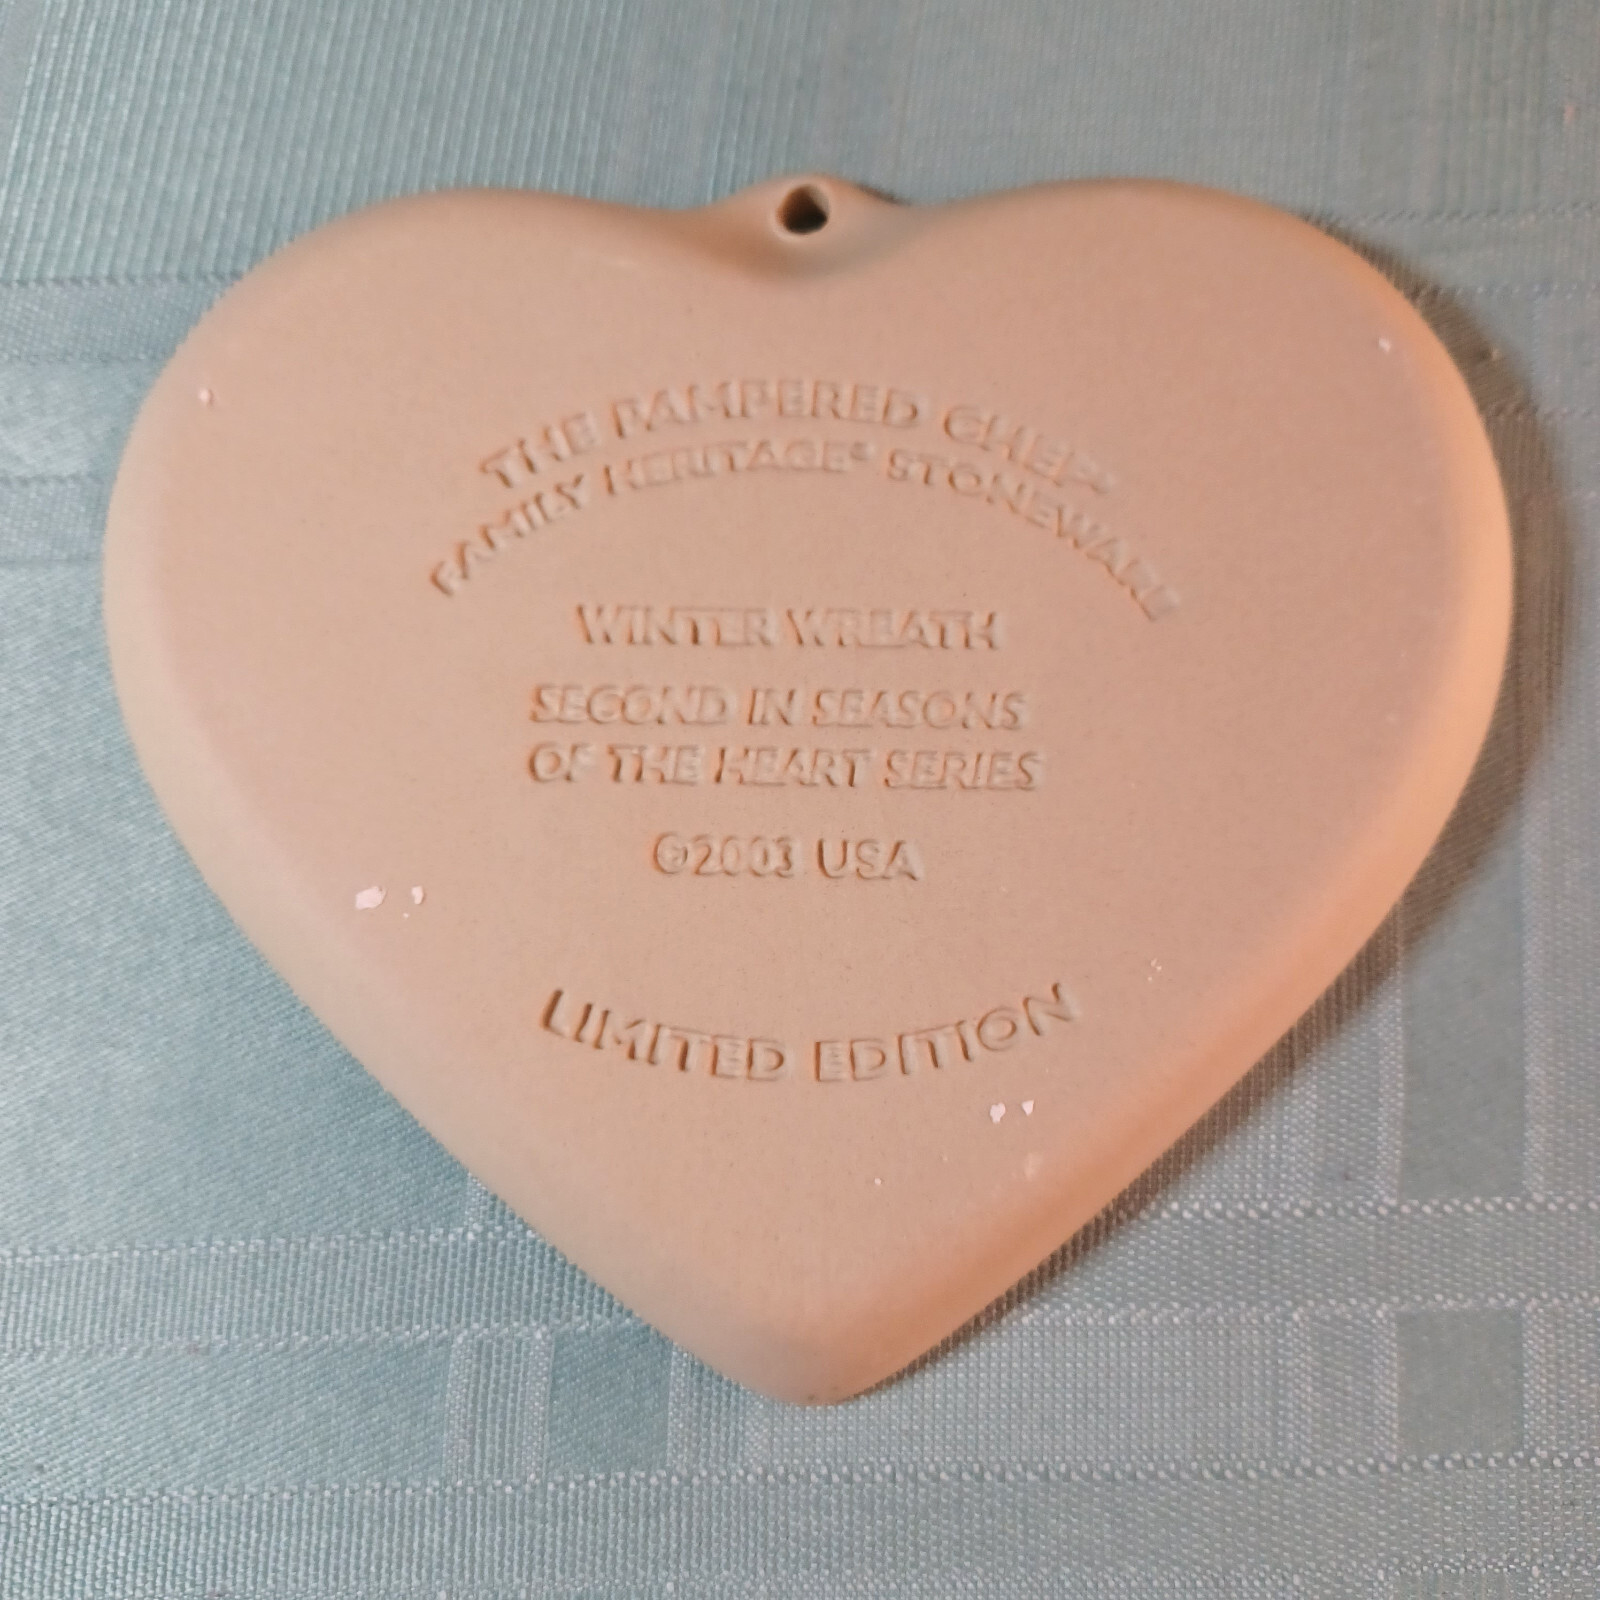 THE PAMPERED CHEF®
FAMILY HERITAGE® STONEWARE
WINTER WREATH
SECOND IN SEASONS
OF THE HEART SERIES
©2003 USA
LIMITED EDITION